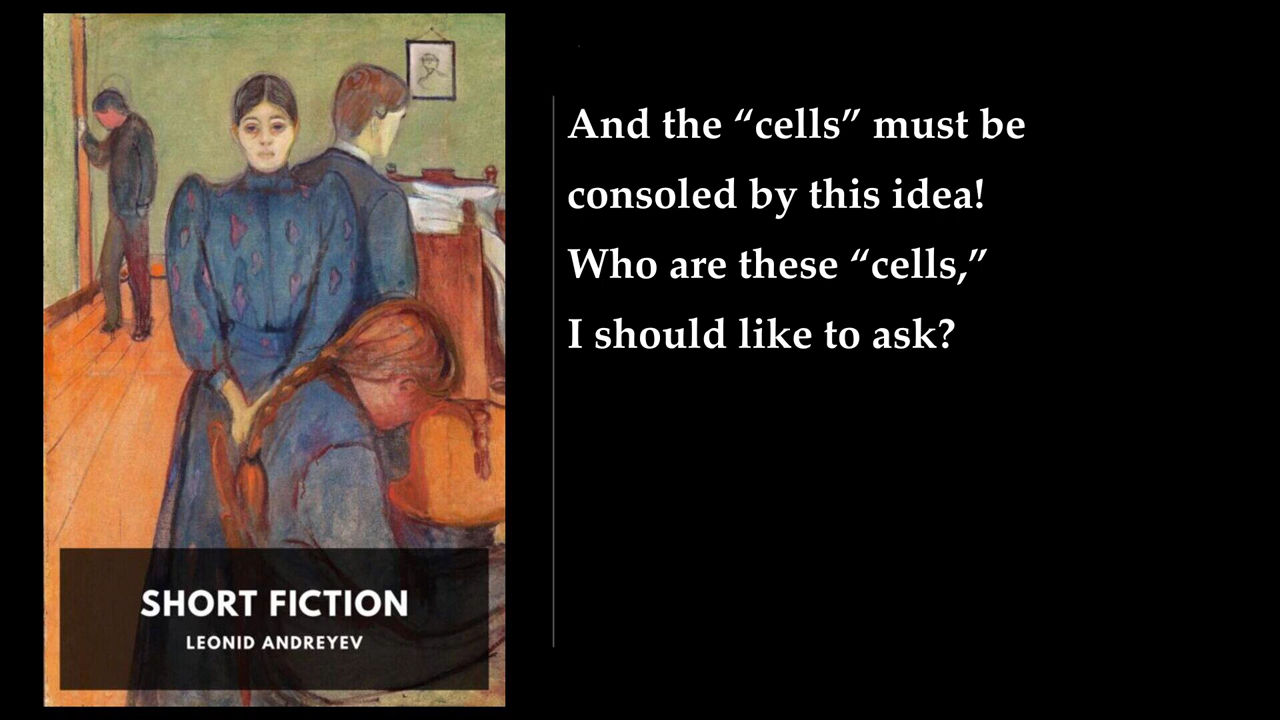 And the “cells” must be
consoled by this idea!
Who are these “cells,”
I should like to ask?
SHORT FICTION
LEONID ANDREYEV